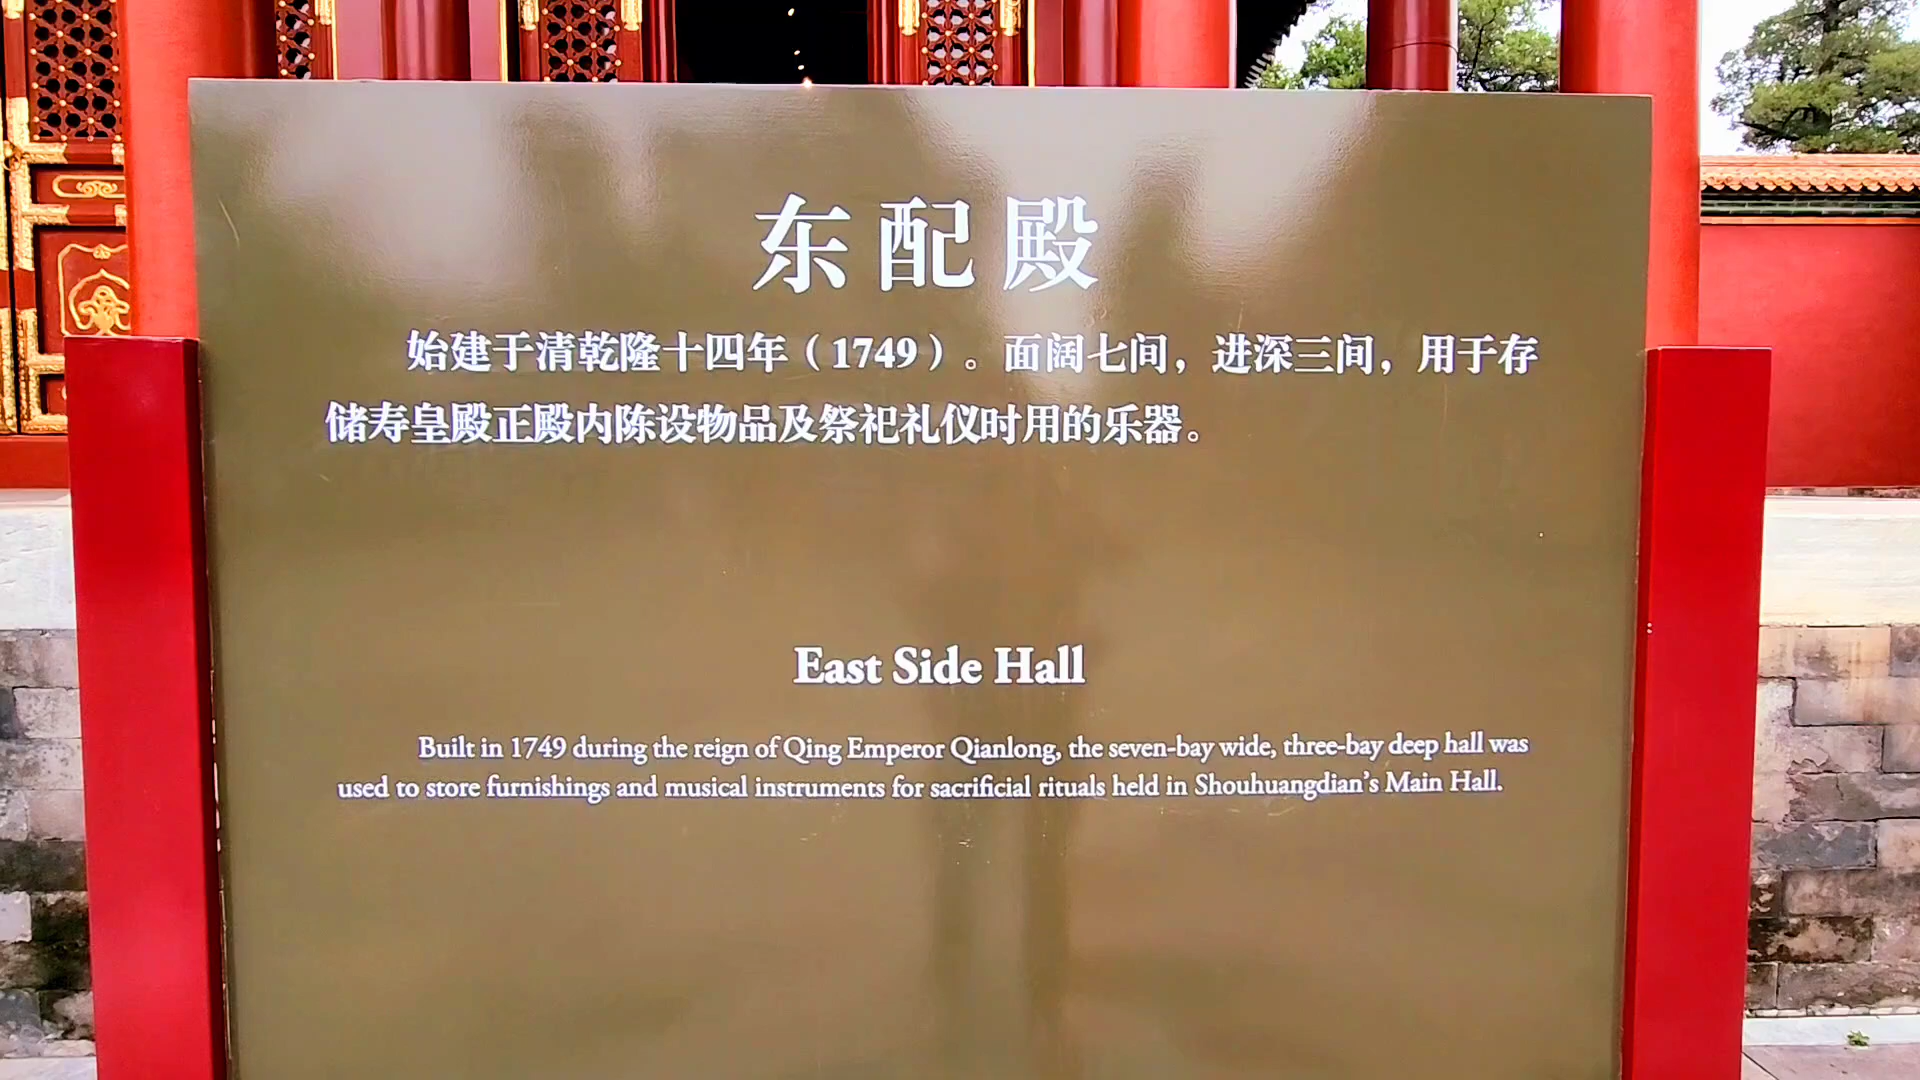 东配殿
始建于清乾隆十四年（1749）。面阔七间，进深三间，用于存
储寿皇殿正殿内陈设物品及祭祀礼仪时用的乐器。
East Side Hall
Built in 1749 during the reign of Qing Emperor Qianlong, the seven-bay wide, three-bay deep hall was
used to store furnishings and musical instruments for sacrificial rituals held in Shouhuangdian's Main Hall.